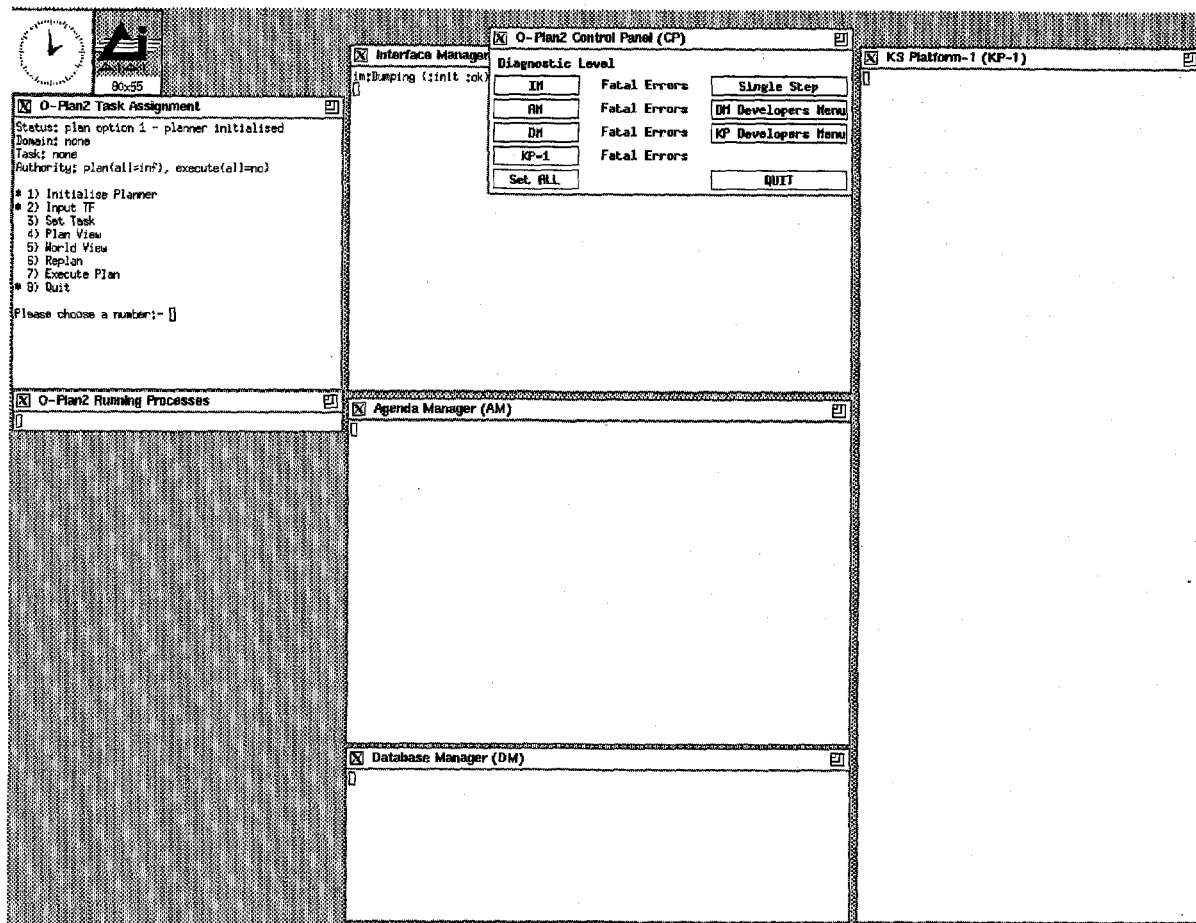 Ai
AIAI
80x55
O-Plan2 Task Assignment
Status: plan option 1 - planner initialised
Domain: none
Task: none
Authority: plan(all=inf), execute(all=no)
* 1) Initialise Planner
* 2) Input TF
3) Set Task
4) Plan View
5) World View
6) Replan
7) Execute Plan
* 9) Quit
Please choose a number:-
O-Plan2 Running Processes
Interface Manager
im:Dumping (:init :ok)
O-Plan2 Control Panel (CP)
Diagnostic Level
IM Fatal Errors Single Step
AM Fatal Errors DM Developers Menu
DM Fatal Errors KP Developers Menu
KP-1 Fatal Errors
Set ALL QUIT
Agenda Manager (AM)
Database Manager (DM)
KS Platform-1 (KP-1)